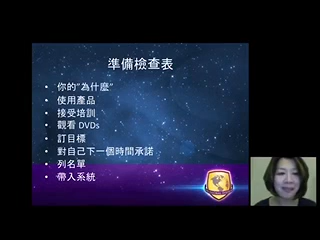 準備檢查表
• 你的"為什麼"
• 使用產品
• 接受培訓
• 觀看 DVDs
• 訂目標
• 對自己下一個時間承諾
• 列名單
• 帶入系統